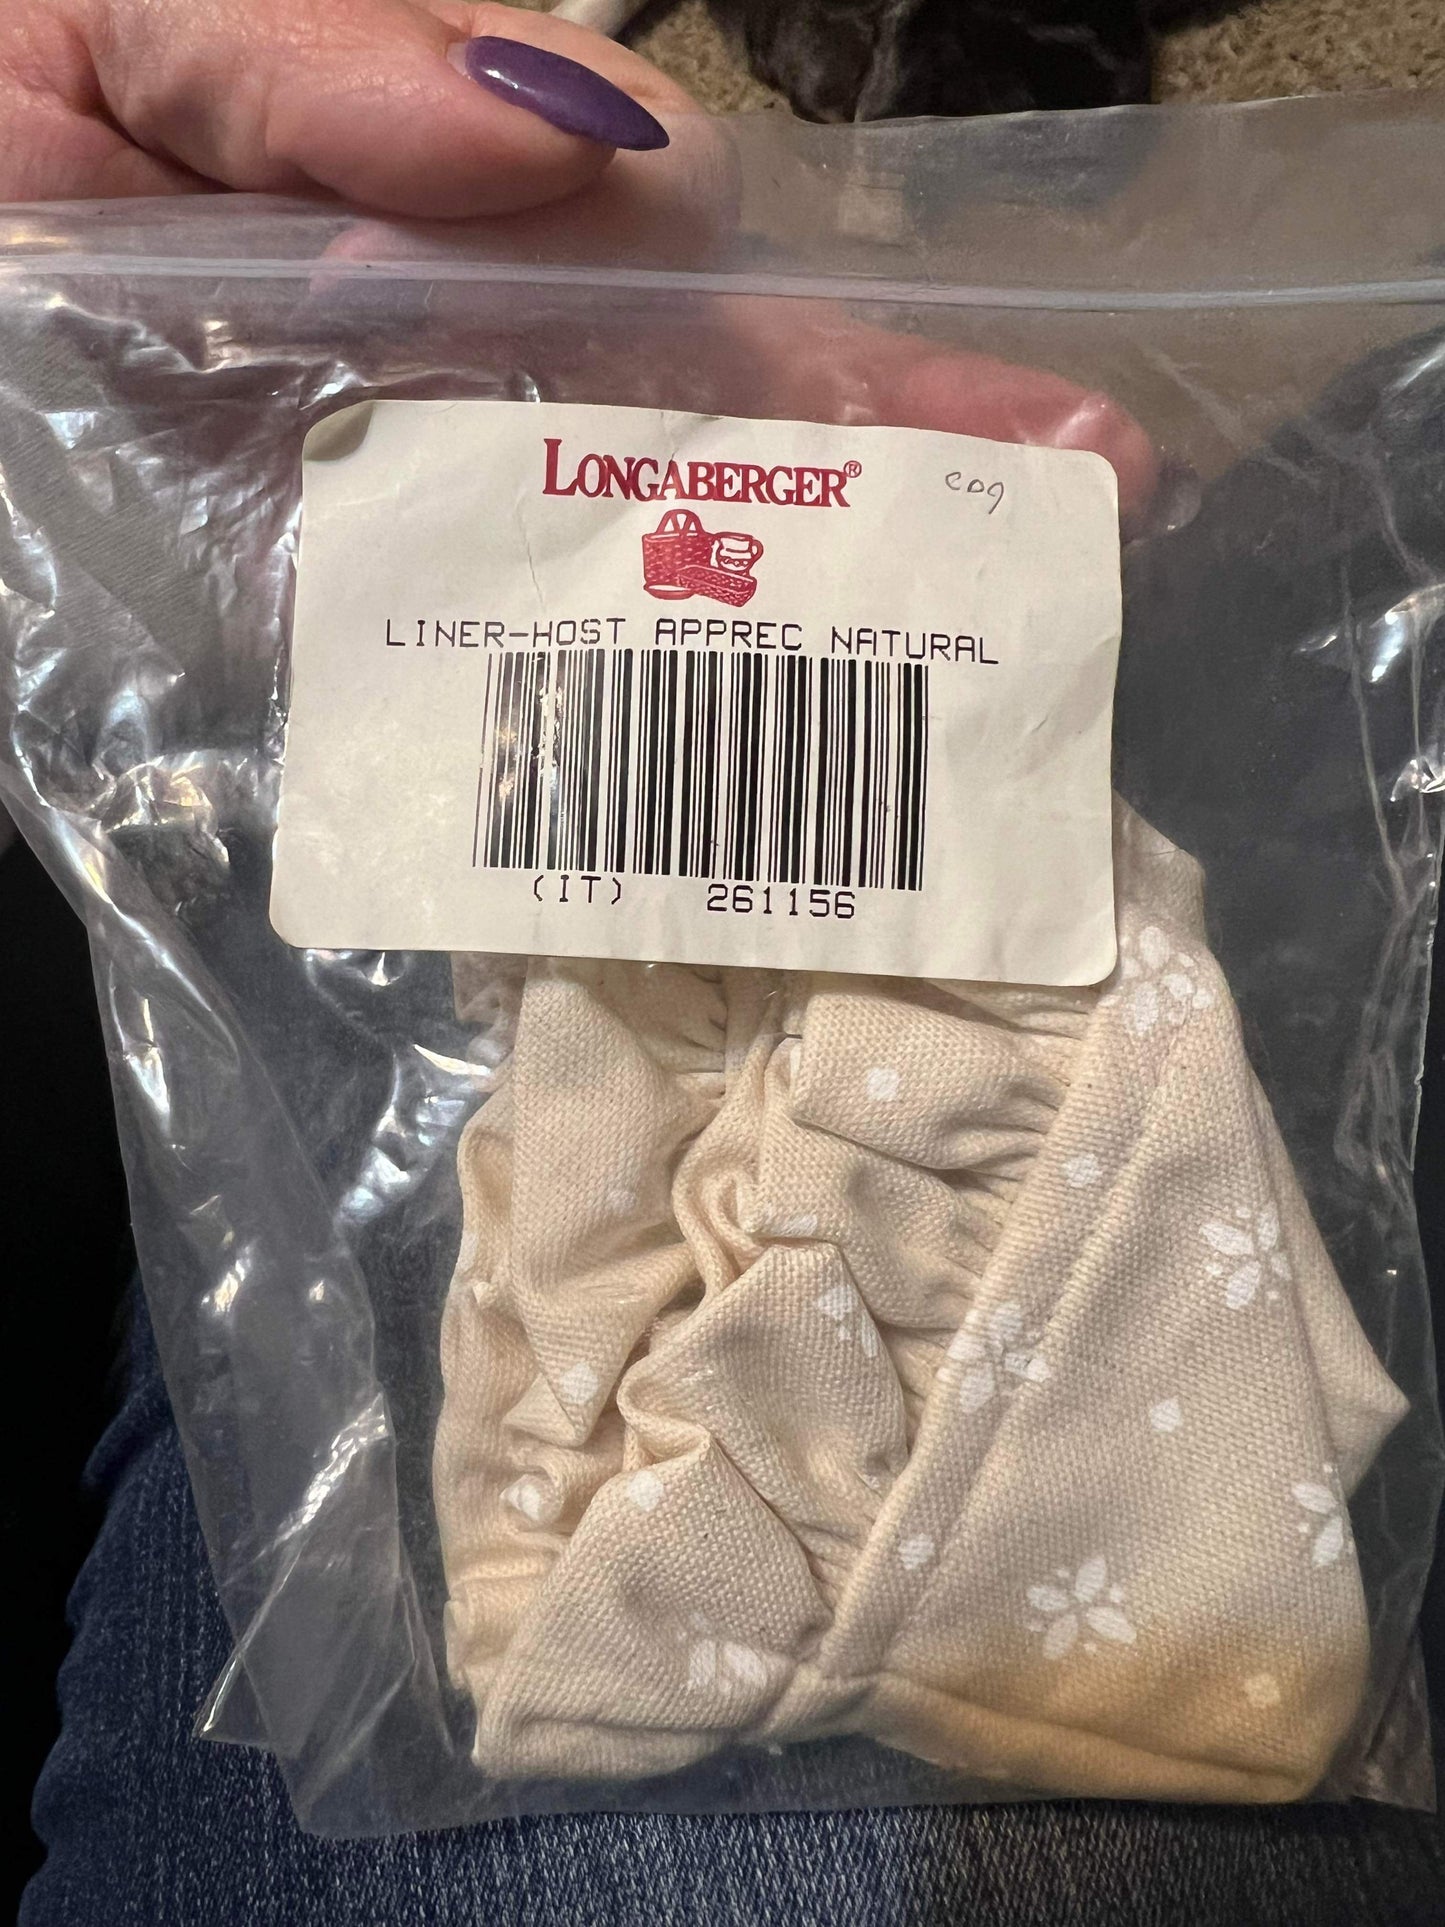 LONGABERGER®
LINER-HOST APPREC NATURAL
(IT) 261156